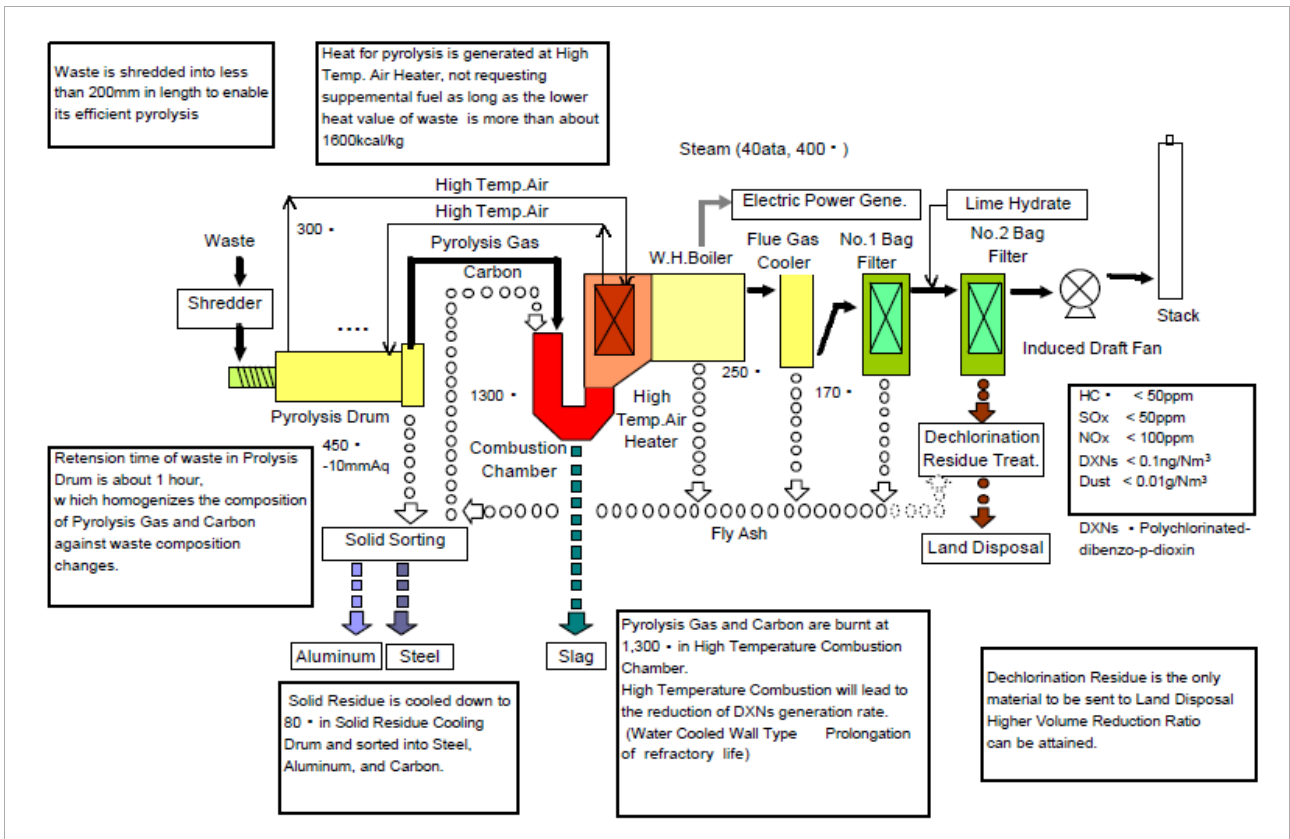 Waste is shredded into less
than 200mm in length to enable
its efficient pyrolysis
Heat for pyrolysis is generated at High
Temp. Air Heater, not requesting
suppemental fuel as long as the lower
heat value of waste is more than about
1600kcal/kg
Steam (40ata, 400・)
High Temp.Air
High Temp.Air
Electric Power Gene.
Lime Hydrate
300・
Waste
Pyrolysis Gas
Carbon
W.H.Boiler
Flue Gas
Cooler
No.1 Bag
Filter
No.2 Bag
Filter
Shredder
Stack
....
Induced Draft Fan
250・
170・
1300・
Pyrolysis Drum
High
Temp.Air
Heater
450・
-10mmAq
Combustion
Chamber
Dechlorination
Residue Treat.
HC・ < 50ppm
SOx < 50ppm
NOx < 100ppm
DXNs < 0.1ng/Nm³
Dust < 0.01g/Nm³
Retension time of waste in Prolysis
Drum is about 1 hour,
w hich homogenizes the composition
of Pyrolysis Gas and Carbon
against waste composition
changes.
Solid Sorting
Fly Ash
Land Disposal
DXNs・Polychlorinated-
dibenzo-p-dioxin
Aluminum
Steel
Slag
Pyrolysis Gas and Carbon are burnt at
1,300・in High Temperature Combustion
Chamber.
High Temperature Combustion will lead to
the reduction of DXNs generation rate.
(Water Cooled Wall Type Prolongation
of refractory life)
Solid Residue is cooled down to
80・in Solid Residue Cooling
Drum and sorted into Steel,
Aluminum, and Carbon.
Dechlorination Residue is the only
material to be sent to Land Disposal
Higher Volume Reduction Ratio
can be attained.